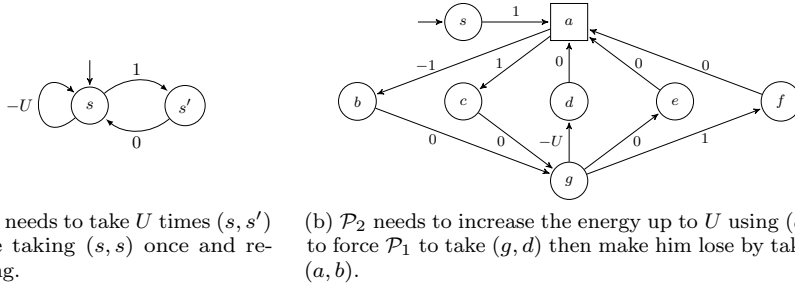 s 1 a
−1 1 0 0 0
1
−U s s′ b c d e f
0
0 0 −U 0 1
g
needs to take U times (s, s′) (b) P₂ needs to increase the energy up to U using (
taking (s, s) once and re- to force P₁ to take (g, d) then make him lose by tak
(a, b).